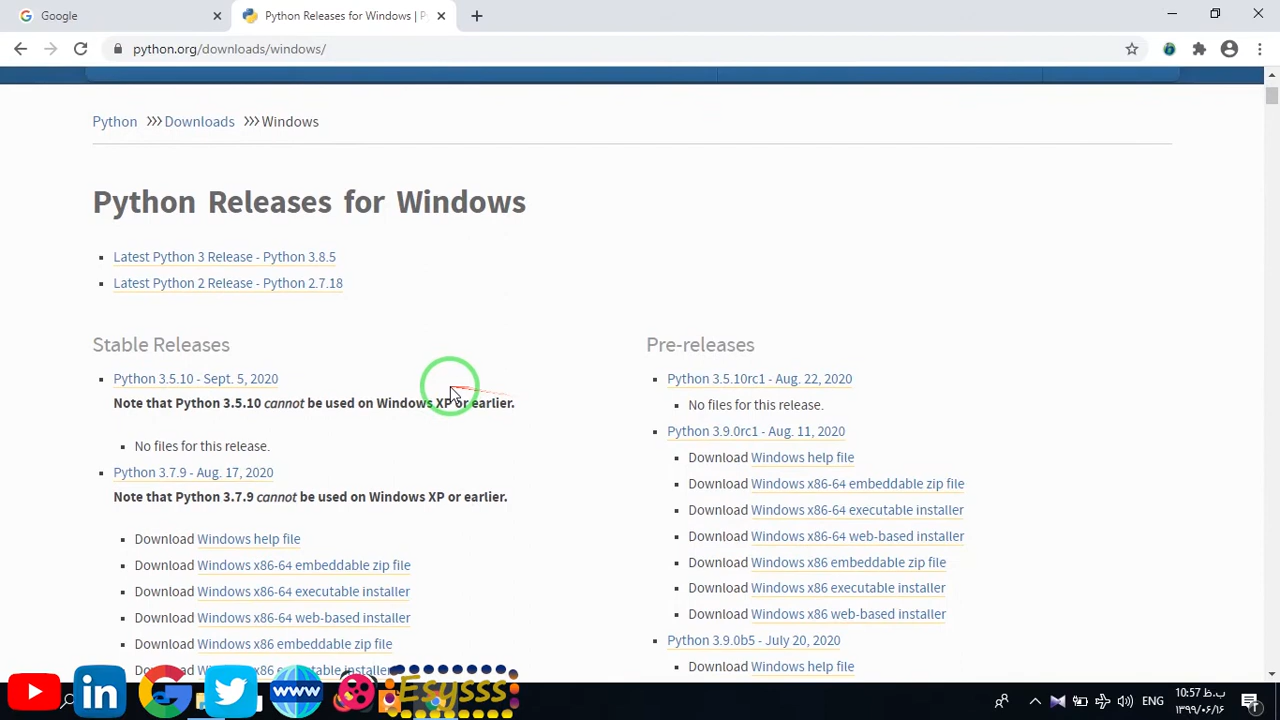 Google
Python Releases for Windows | P
python.org/downloads/windows/
Python >>> Downloads >>> Windows
Python Releases for Windows
Latest Python 3 Release - Python 3.8.5
Latest Python 2 Release - Python 2.7.18
Stable Releases
Python 3.5.10 - Sept. 5, 2020
Note that Python 3.5.10 cannot be used on Windows XP or earlier.
No files for this release.
Python 3.7.9 - Aug. 17, 2020
Note that Python 3.7.9 cannot be used on Windows XP or earlier.
Download Windows help file
Download Windows x86-64 embeddable zip file
Download Windows x86-64 executable installer
Download Windows x86-64 web-based installer
Download Windows x86 embeddable zip file
Pre-releases
Python 3.5.10rc1 - Aug. 22, 2020
No files for this release.
Python 3.9.0rc1 - Aug. 11, 2020
Download Windows help file
Download Windows x86-64 embeddable zip file
Download Windows x86-64 executable installer
Download Windows x86-64 web-based installer
Download Windows x86 embeddable zip file
Download Windows x86 executable installer
Download Windows x86 web-based installer
Python 3.9.0b5 - July 20, 2020
Download Windows help file
in
G
www
Esysss
ENG
10:57 ب.ظ
۱۳۹۹/۰۶/۱۶